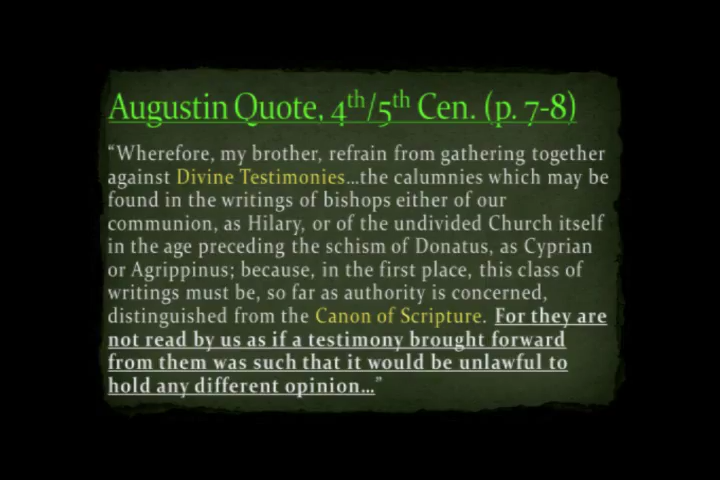 Augustin Quote, 4th/5th Cen. (p. 7-8)
“Wherefore, my brother, refrain from gathering together
against Divine Testimonies...the calumnies which may be
found in the writings of bishops either of our
communion, as Hilary, or of the undivided Church itself
in the age preceding the schism of Donatus, as Cyprian
or Agrippinus; because, in the first place, this class of
writings must be, so far as authority is concerned,
distinguished from the Canon of Scripture. For they are
not read by us as if a testimony brought forward
from them was such that it would be unlawful to
hold any different opinion...”